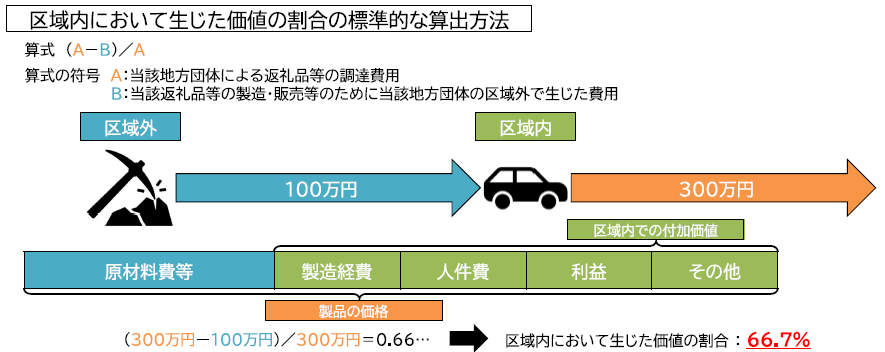 区域内において生じた価値の割合の標準的な算出方法
算式 (A－B)／A
算式の符号 A：当該地方団体による返礼品等の調達費用
B：当該返礼品等の製造・販売等のために当該地方団体の区域外で生じた費用
区域外
区域内
100万円
300万円
区域内での付加価値
原材料費等
製造経費
人件費
利益
その他
製品の価格
(300万円－100万円)／300万円＝0.66…
区域内において生じた価値の割合：66.7%